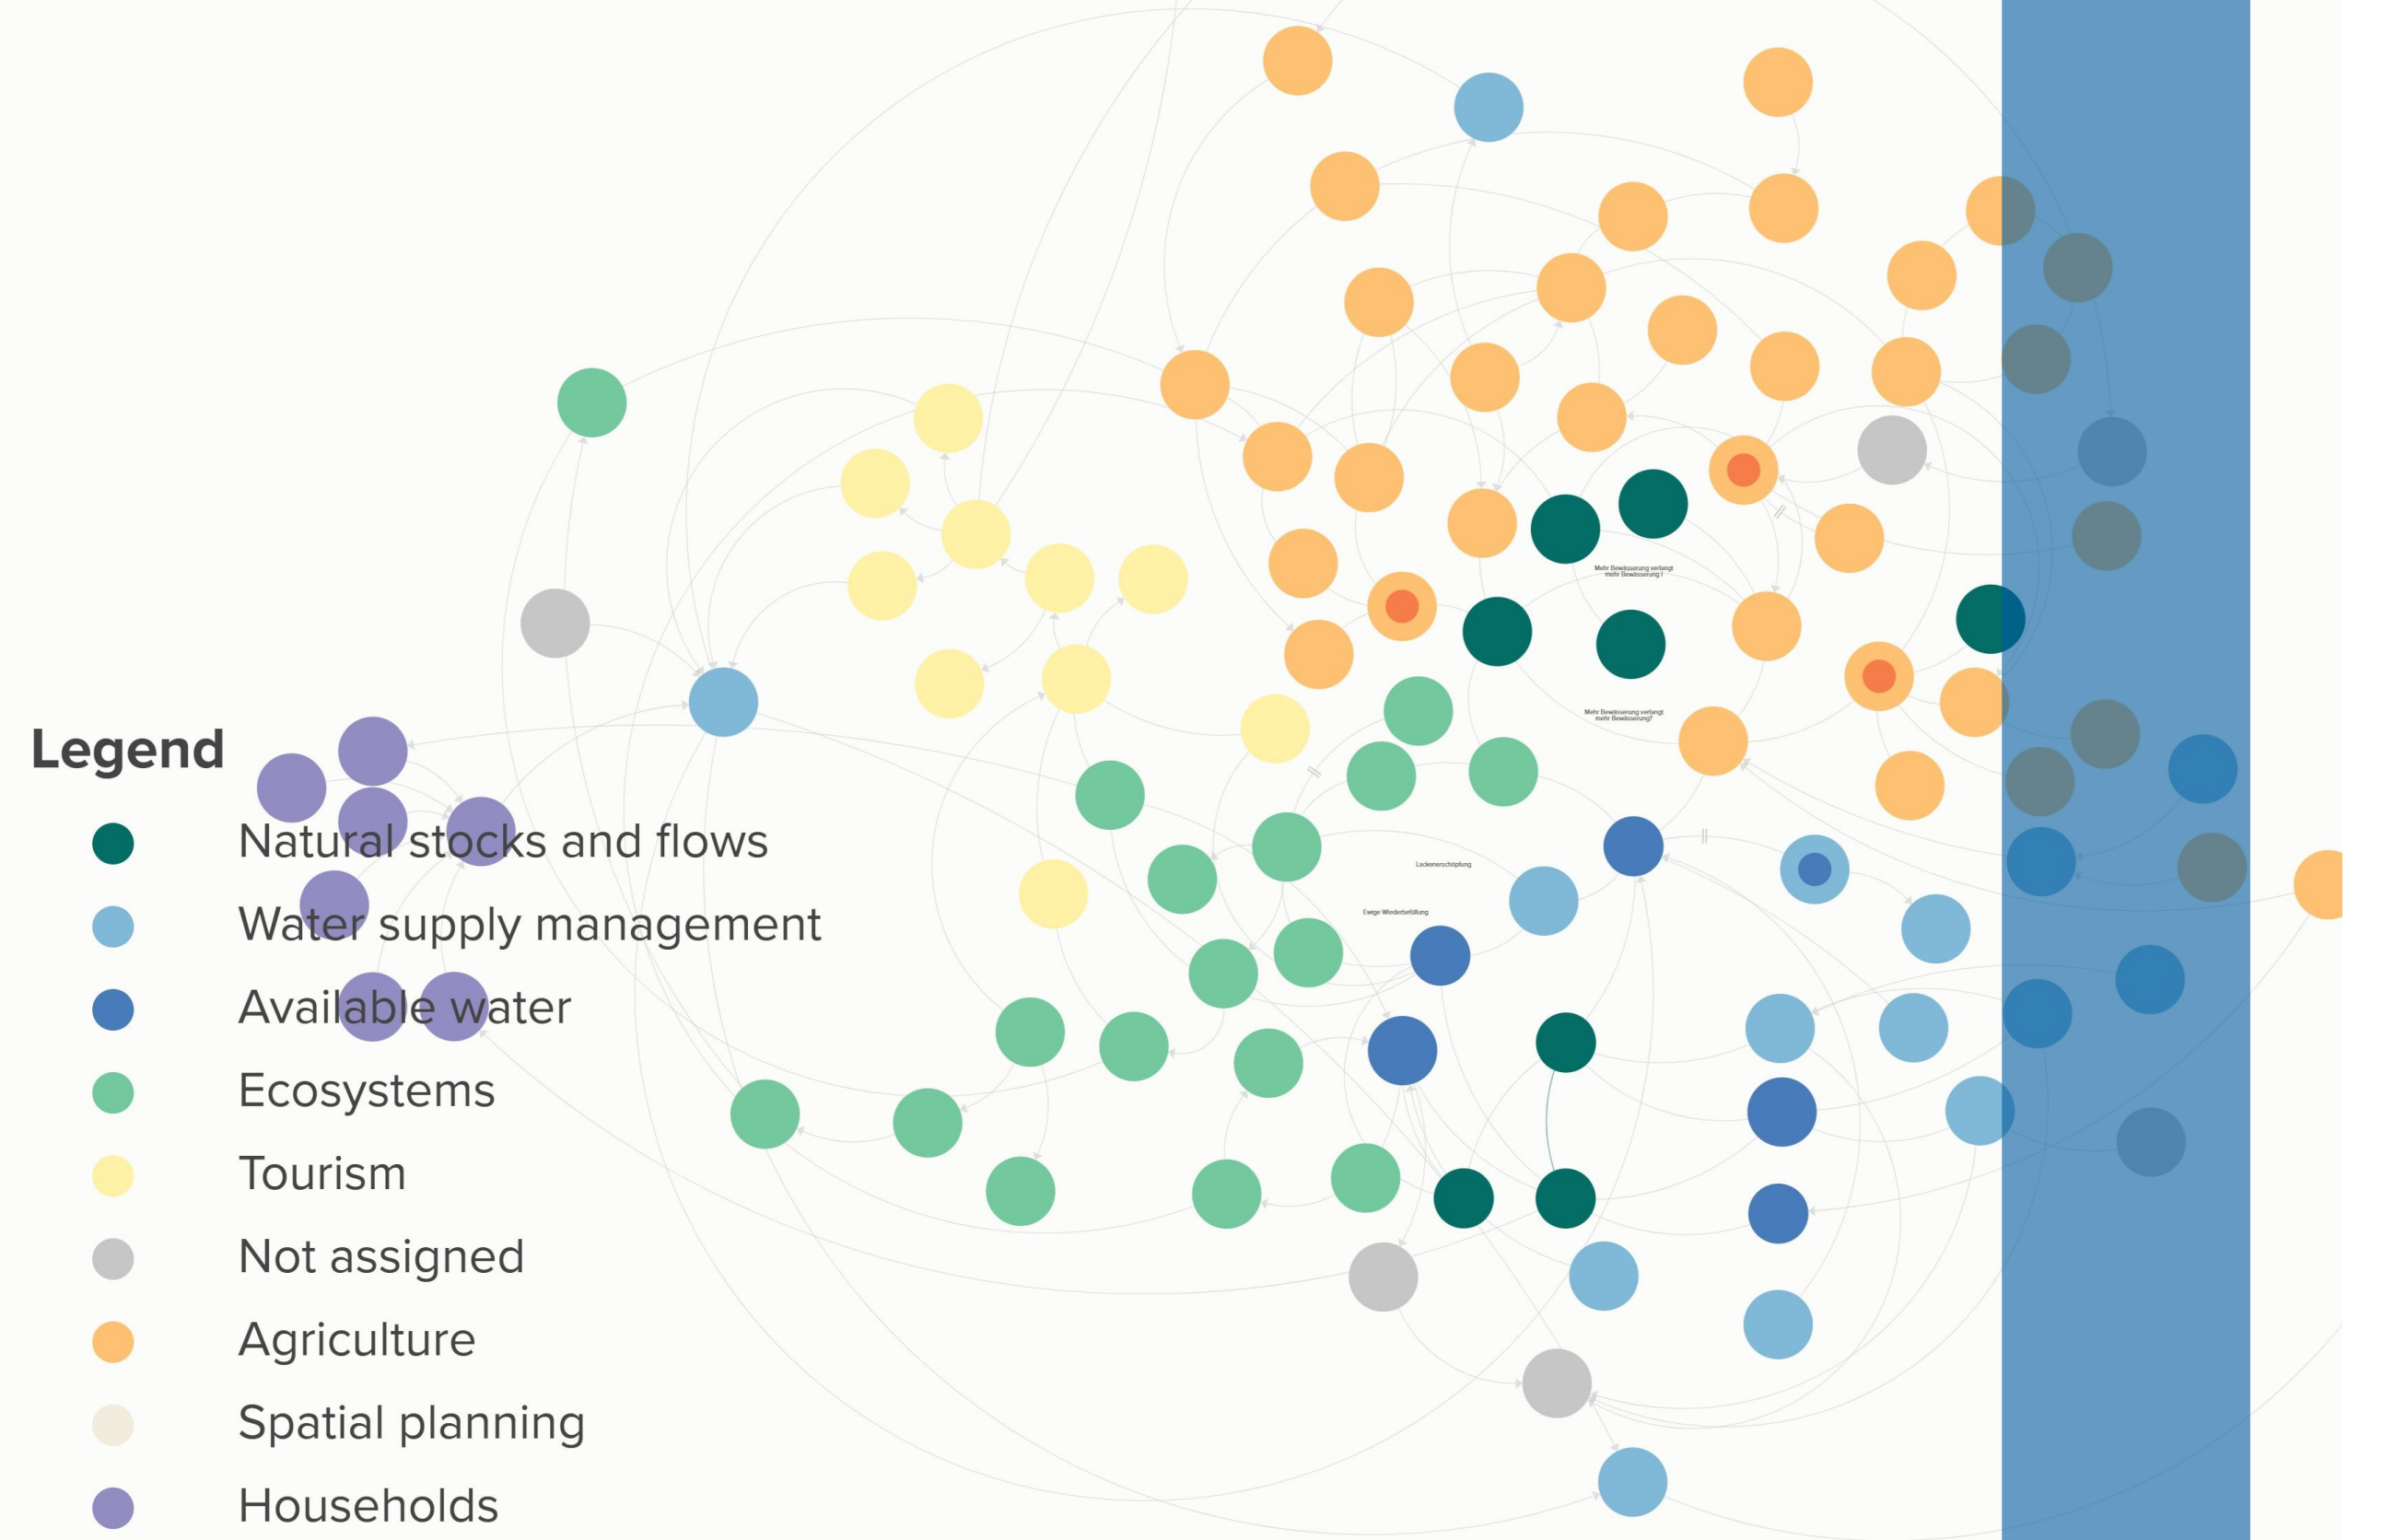 Mehr Bewässerung verlangt
mehr Bewässerung !
Mehr Bewässerung verlangt
mehr Bewässerung?
Lackenerschöpfung
Ewige Wiederbefüllung
Legend
Natural stocks and flows
Water supply management
Available water
Ecosystems
Tourism
Not assigned
Agriculture
Spatial planning
Households